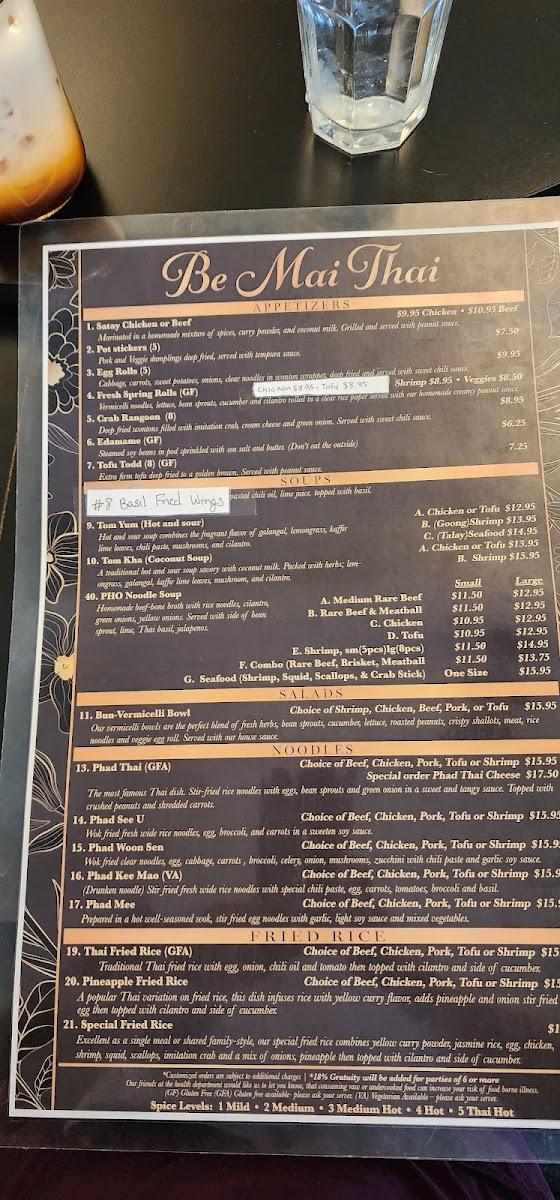 Be Mai Thai
APPETIZERS
1. Satay Chicken or Beef $9.95 Chicken • $10.95 Beef
Marinated in a homemade mixture of spices, curry powder, and coconut milk. Grilled and served with peanut sauce.
2. Pot stickers (5) $7.50
Pork and Veggie dumplings deep fried, served with tempura sauce.
3. Egg Rolls (5) $9.95
Cabbage, carrots, sweet potatoes, onions, clear noodles in wonton wrapper, deep fried and served with sweet chili sauce.
4. Fresh Spring Rolls (GF) Chicken $8.95 - Tofu $8.95 Shrimp $8.95 • Veggies $8.50
Vermicelli noodles, lettuce, bean sprouts, cucumber and cilantro rolled in a clear rice paper served with our homemade creamy peanut sauce.
5. Crab Rangoon (8) $8.95
Deep fried wontons filled with imitation crab, cream cheese and green onion. Served with sweet chili sauce.
6. Edamame (GF) $6.25
Steamed soy beans in pod sprinkled with sea salt and butter. (Don't eat the outside)
7. Tofu Todd (8) (GF) 7.25
Extra firm tofu deep fried to a golden brown. Served with peanut sauce.
SOUPS
#8 Basil Fried Wings roasted chili oil, lime juice. topped with basil.
9. Tom Yum (Hot and sour) A. Chicken or Tofu $12.95
Hot and sour soup combines the fragrant flavor of galangal, lemongrass, kaffir B. (Goong)Shrimp $13.95
lime leaves, chili paste, mushrooms, and cilantro. C. (Talay)Seafood $14.95
10. Tom Kha (Coconut Soup) A. Chicken or Tofu $13.95
A traditional hot and sour soup savory with coconut milk. Packed with herbs; lem- B. Shrimp $15.95
ongrass, galangal, kaffir lime leaves, mushroom, and cilantro.
Small Large
40. PHO Noodle Soup A. Medium Rare Beef $11.50 $12.95
Homemade beef-bone broth with rice noodles, cilantro, B. Rare Beef & Meatball $11.50 $12.95
green onions, yellow onions. Served with side of bean C. Chicken $10.95 $12.95
sprout, lime, Thai basil, jalapenos. D. Tofu $10.95 $12.95
E. Shrimp, sm(5pcs)lg(8pcs) $11.50 $14.95
F. Combo (Rare Beef, Brisket, Meatball $11.50 $13.75
G. Seafood (Shrimp, Squid, Scallops, & Crab Stick) One Size $15.95
SALADS
11. Bun-Vermicelli Bowl Choice of Shrimp, Chicken, Beef, Pork, or Tofu $15.95
Our vermicelli bowls are the perfect blend of fresh herbs, bean sprouts, cucumber, lettuce, roasted peanuts, crispy shallots, meat, rice
noodles and veggie egg roll. Served with our house sauce.
NOODLES
13. Phad Thai (GFA) Choice of Beef, Chicken, Pork, Tofu or Shrimp $15.95
Special order Phad Thai Cheese $17.50
The most famous Thai dish. Stir-fried rice noodles with eggs, bean sprouts and green onion in a sweet and tangy sauce. Topped with
crushed peanuts and shredded carrots.
14. Phad See U Choice of Beef, Chicken, Pork, Tofu or Shrimp $15.95
Wok fried fresh wide rice noodles, egg, broccoli, and carrots in a sweeten soy sauce.
15. Phad Woon Sen Choice of Beef, Chicken, Pork, Tofu or Shrimp $15.9
Wok fried clear noodles, egg, cabbage, carrots, broccoli, celery, onion, mushrooms, zucchini with chili paste and garlic soy sauce.
16. Phad Kee Mao (VA) Choice of Beef, Chicken, Pork, Tofu or Shrimp $15.9
(Drunken noodle) Stir fried fresh wide rice noodles with special chili paste, egg, carrots, tomatoes, broccoli and basil.
17. Phad Mee Choice of Beef, Chicken, Pork, Tofu or Shrimp $15.
Prepared in a hot well-seasoned wok, stir fried egg noodles with garlic, light soy sauce and mixed vegetables.
FRIED RICE
19. Thai Fried Rice (GFA) Choice of Beef, Chicken, Pork, Tofu or Shrimp $15
Traditional Thai fried rice with egg, onion, chili oil and tomato then topped with cilantro and side of cucumber.
20. Pineapple Fried Rice Choice of Beef, Chicken, Pork, Tofu or Shrimp $15
A popular Thai variation on fried rice, this dish infuses rice with yellow curry flavor, adds pineapple and onion stir fried
egg then topped with cilantro and side of cucumber.
21. Special Fried Rice $1
Excellent as a single meal or shared family-style, our special fried rice combines yellow curry powder, jasmine rice, egg, chicken,
shrimp, squid, scallops, imitation crab and a mix of onions, pineapple then topped with cilantro and side of cucumber.
*Customized orders are subject to additional charges | *18% Gratuity will be added for parties of 6 or more
Our friends at the health department would like us to let you know, that consuming raw or undercooked food can increase your risk of food borne illness.
(GF) Gluten Free (GFA) Gluten free available- please ask your server. (VA) Vegetarian Available – please ask your server.
Spice Levels: 1 Mild • 2 Medium • 3 Medium Hot • 4 Hot • 5 Thai Hot